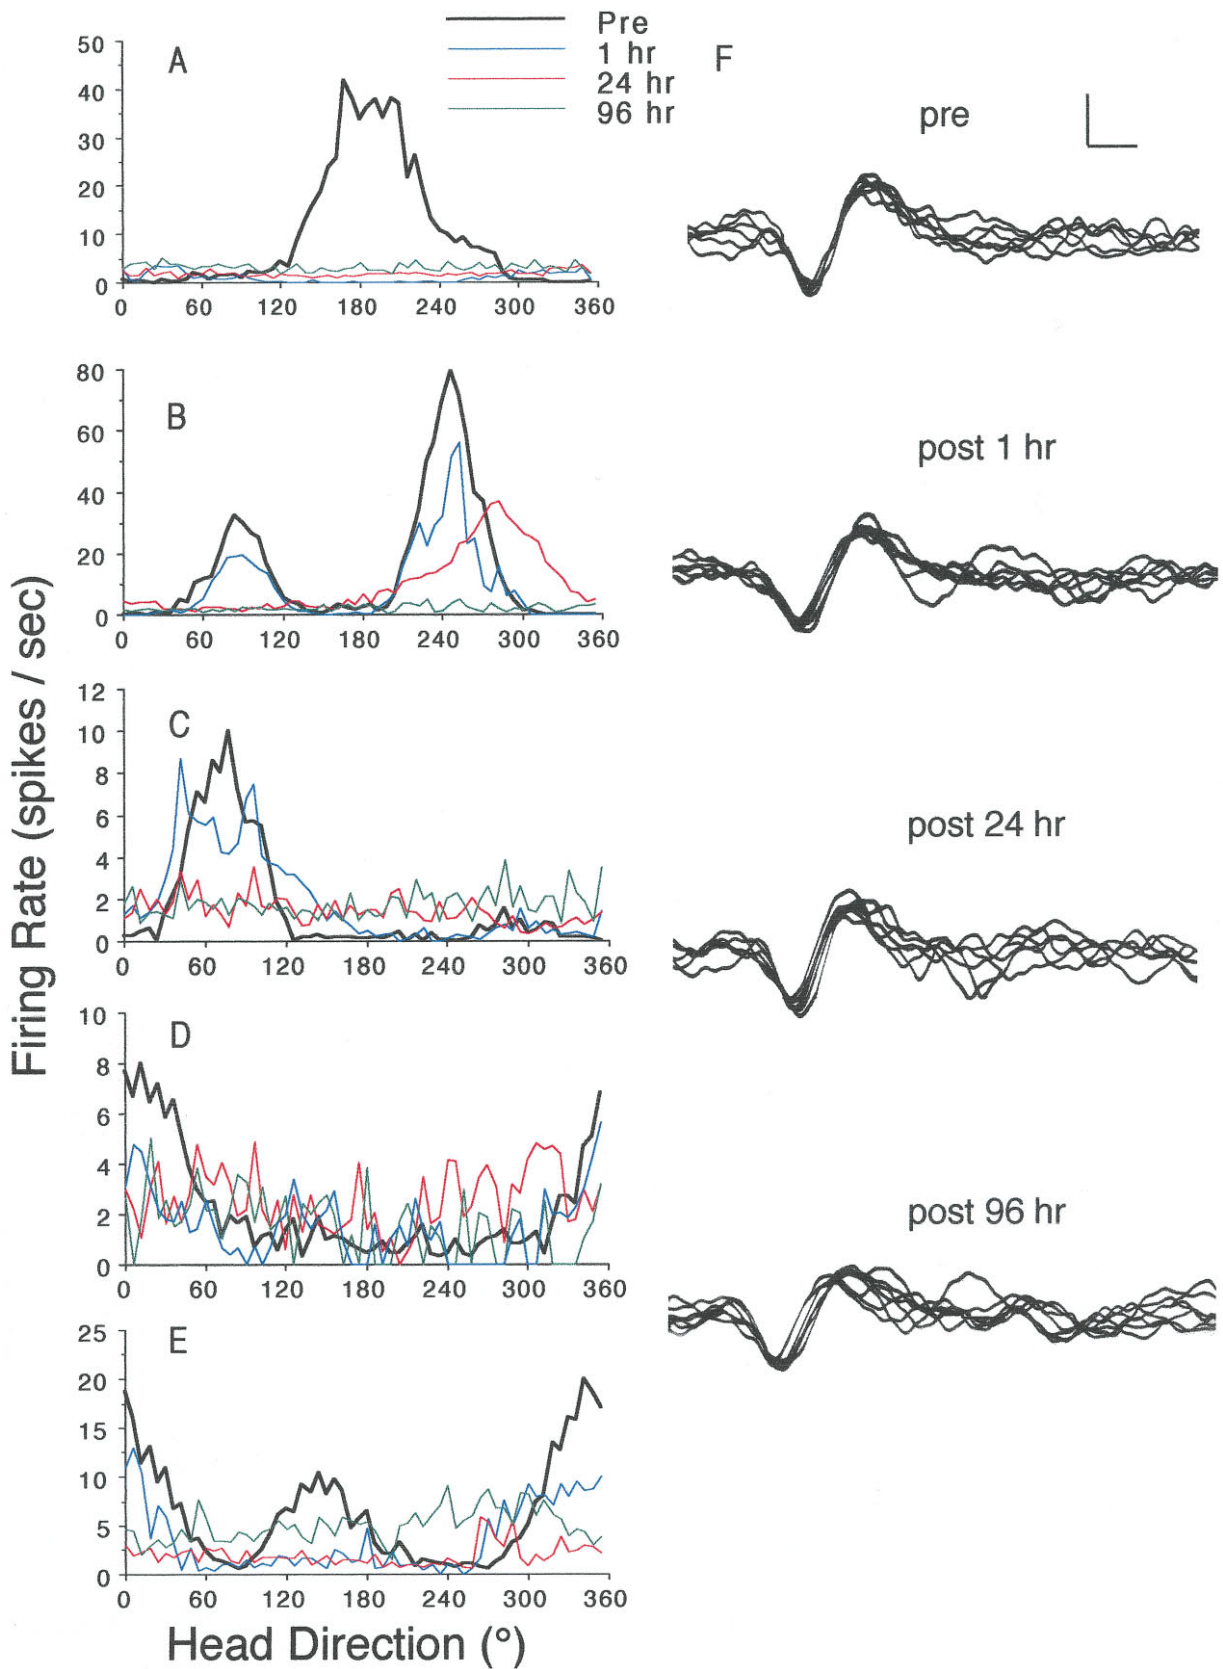 Pre
1 hr
24 hr
96 hr
A
50
40
30
20
10
0
0 60 120 180 240 300 360
B
80
60
40
20
0
0 60 120 180 240 300 360
C
12
10
8
6
4
2
0
0 60 120 180 240 300 360
D
10
8
6
4
2
0
0 60 120 180 240 300 360
E
25
20
15
10
5
0
0 60 120 180 240 300 360
Firing Rate (spikes / sec)
Head Direction (°)
F
pre
post 1 hr
post 24 hr
post 96 hr